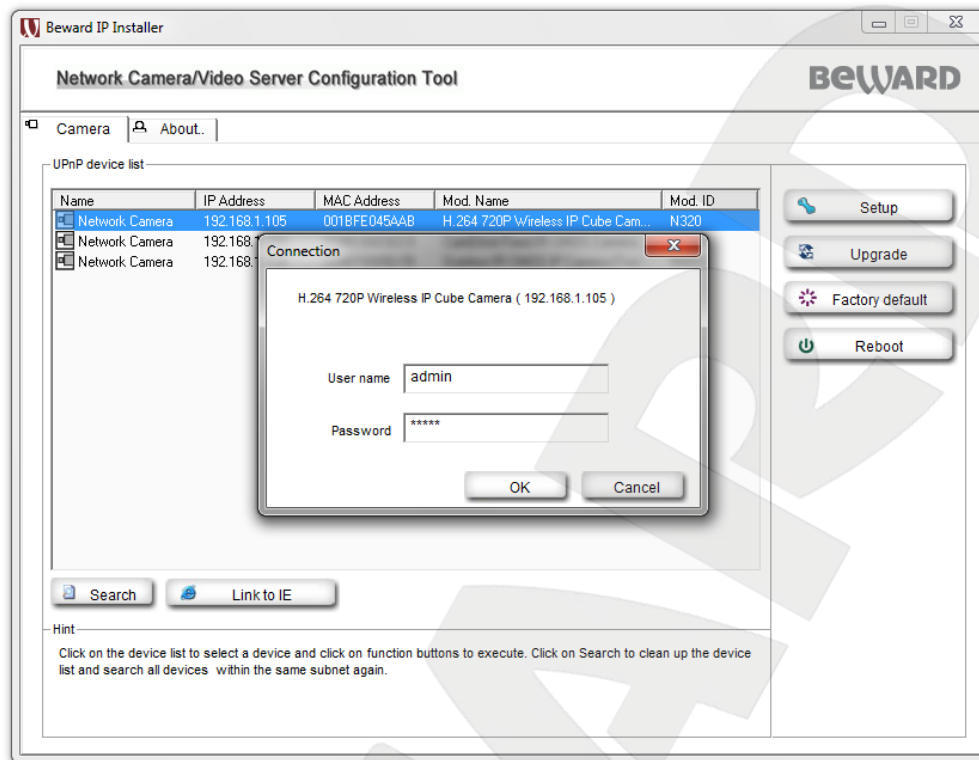 Beward IP Installer
Network Camera/Video Server Configuration Tool
BEWARD
Camera
About..
UPnP device list
Name IP Address MAC Address Mod. Name Mod. ID
Network Camera 192.168.1.105 001BFE045AAB H.264 720P Wireless IP Cube Cam... N320
Network Camera 192.168.
Network Camera 192.168.
Connection
H.264 720P Wireless IP Cube Camera ( 192.168.1.105 )
User name admin
Password *****
OK Cancel
Setup
Upgrade
Factory default
Reboot
Search Link to IE
Hint
Click on the device list to select a device and click on function buttons to execute. Click on Search to clean up the device
list and search all devices within the same subnet again.